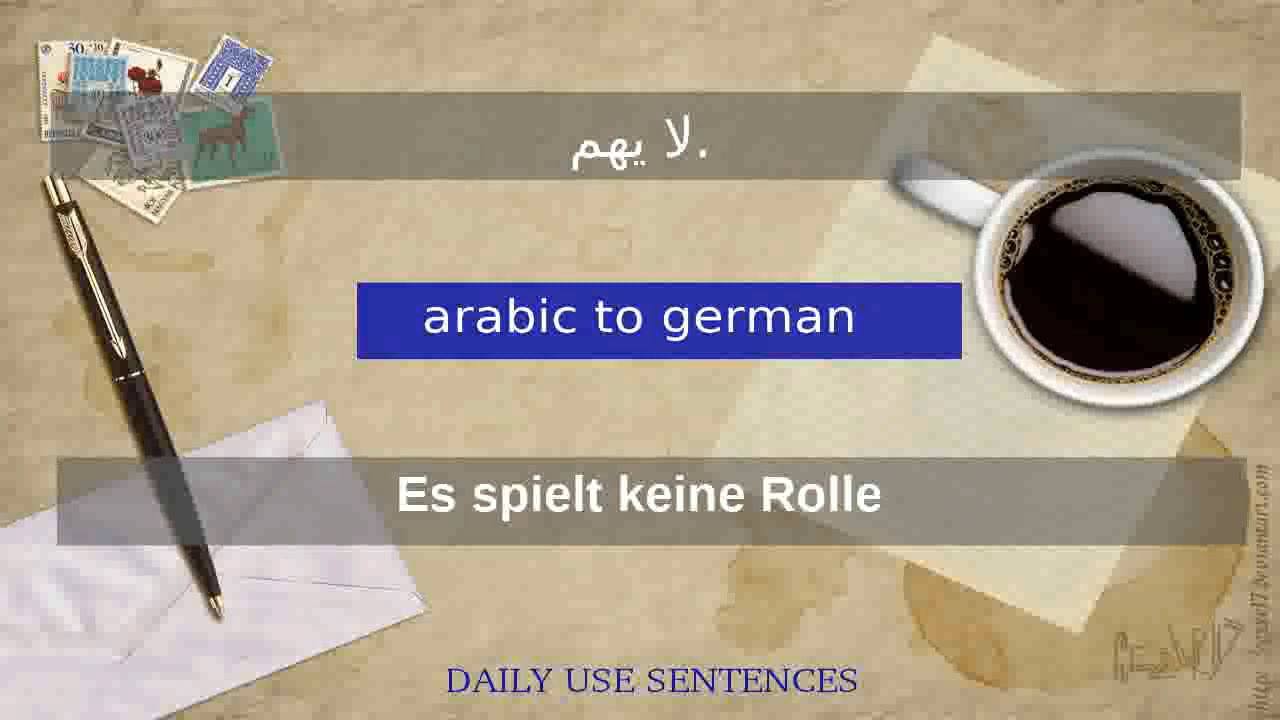 لا يهم.
arabic to german
Es spielt keine Rolle
DAILY USE SENTENCES